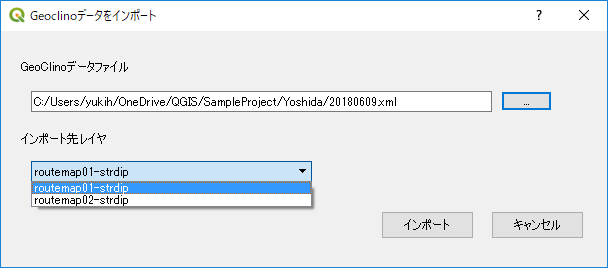 Geoclinoデータをインポート
?
GeoClinoデータファイル
C:/Users/yukih/OneDrive/QGIS/SampleProject/Yoshida/20180609.xml
...
インポート先レイヤ
routemap01-strdip
routemap01-strdip
routemap02-strdip
インポート
キャンセル